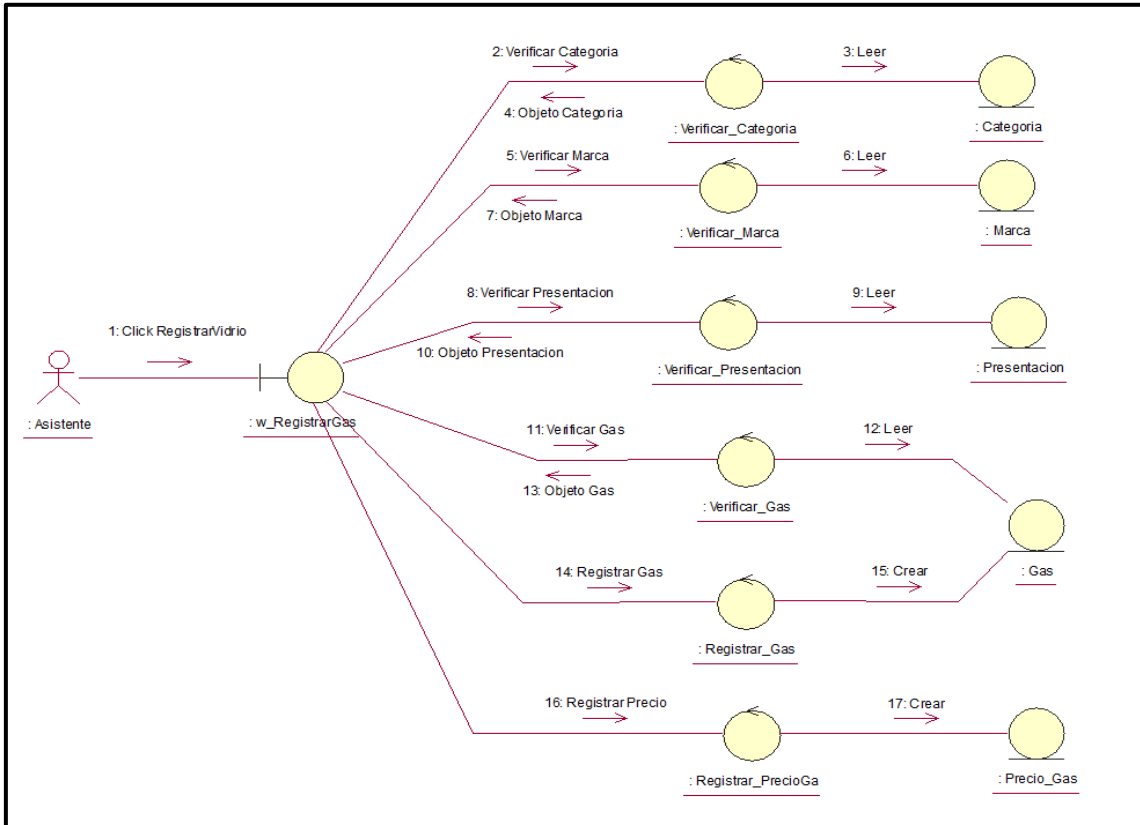 2: Verificar Categoria
3: Leer
4: Objeto Categoria
: Verificar_Categoria
: Categoria
5: Verificar Marca
6: Leer
7: Objeto Marca
: Verificar_Marca
: Marca
8: Verificar Presentacion
9: Leer
1: Click RegistrarVidrio
10: Objeto Presentacion
: Verificar_Presentacion
: Presentacion
: Asistente
: w_RegistrarGas
11: Verificar Gas
12: Leer
13: Objeto Gas
: Verificar_Gas
14: Registrar Gas
15: Crear
: Gas
: Registrar_Gas
16: Registrar Precio
17: Crear
: Registrar_PrecioGa
: Precio_Gas